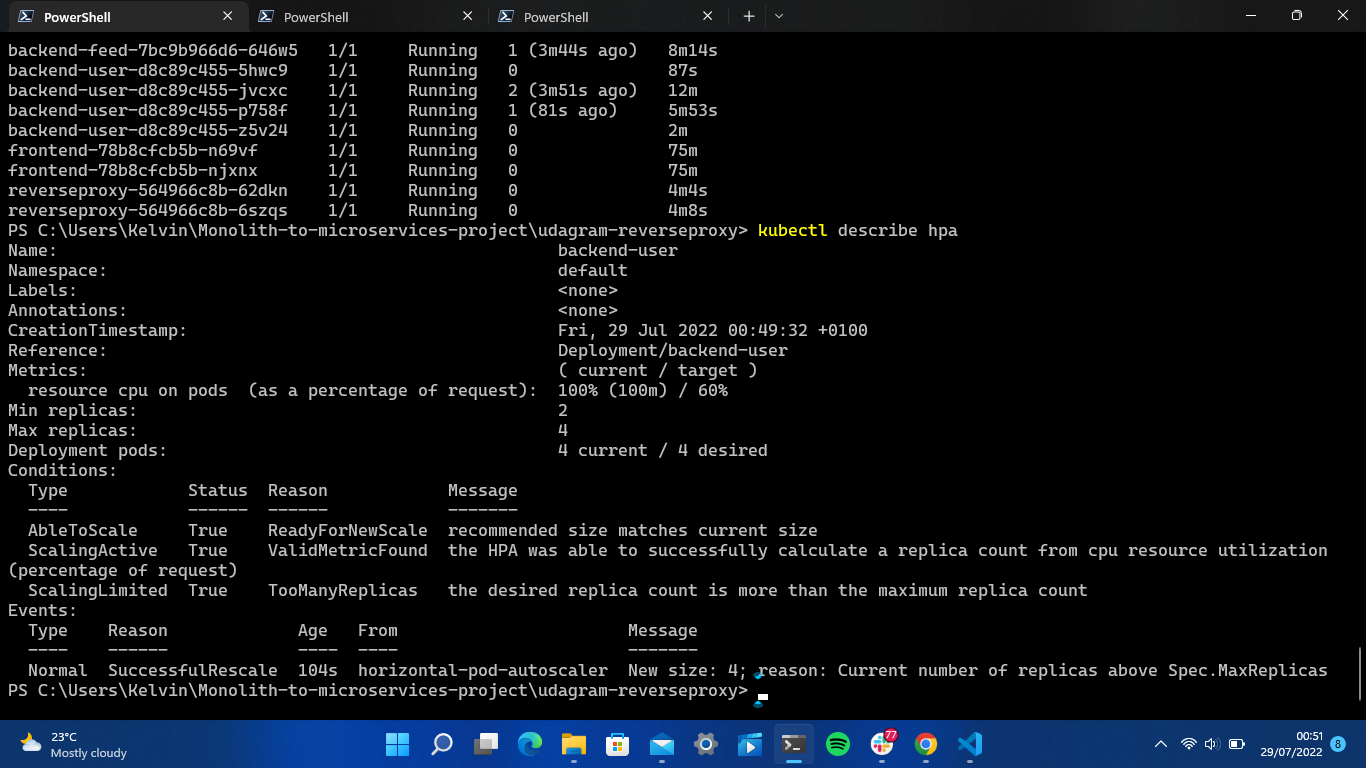 PowerShell PowerShell PowerShell
backend-feed-7bc9b966d6-646w5 1/1 Running 1 (3m44s ago) 8m14s
backend-user-d8c89c455-5hwc9 1/1 Running 0 87s
backend-user-d8c89c455-jvcxc 1/1 Running 2 (3m51s ago) 12m
backend-user-d8c89c455-p758f 1/1 Running 1 (81s ago) 5m53s
backend-user-d8c89c455-z5v24 1/1 Running 0 2m
frontend-78b8cfcb5b-n69vf 1/1 Running 0 75m
frontend-78b8cfcb5b-njxnx 1/1 Running 0 75m
reverseproxy-564966c8b-62dkn 1/1 Running 0 4m4s
reverseproxy-564966c8b-6szqs 1/1 Running 0 4m8s
PS C:\Users\Kelvin\Monolith-to-microservices-project\udagram-reverseproxy> kubectl describe hpa
Name: backend-user
Namespace: default
Labels: <none>
Annotations: <none>
CreationTimestamp: Fri, 29 Jul 2022 00:49:32 +0100
Reference: Deployment/backend-user
Metrics: ( current / target )
resource cpu on pods (as a percentage of request): 100% (100m) / 60%
Min replicas: 2
Max replicas: 4
Deployment pods: 4 current / 4 desired
Conditions:
Type Status Reason Message
---- ------ ------ -------
AbleToScale True ReadyForNewScale recommended size matches current size
ScalingActive True ValidMetricFound the HPA was able to successfully calculate a replica count from cpu resource utilization
(percentage of request)
ScalingLimited True TooManyReplicas the desired replica count is more than the maximum replica count
Events:
Type Reason Age From Message
---- ------ ---- ---- -------
Normal SuccessfulRescale 104s horizontal-pod-autoscaler New size: 4; reason: Current number of replicas above Spec.MaxReplicas
PS C:\Users\Kelvin\Monolith-to-microservices-project\udagram-reverseproxy>
23°C
Mostly cloudy
77
00:51
29/07/2022
8